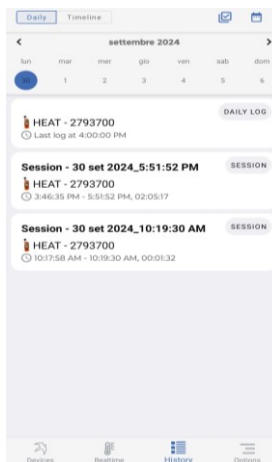 Daily Timeline
settembre 2024
lun mar mer gio ven sab dom
30 1 2 3 4 5 6
DAILY LOG
HEAT - 2793700
Last log at 4:00:00 PM
Session - 30 set 2024_5:51:52 PM SESSION
HEAT - 2793700
3:46:35 PM - 5:51:52 PM, 02:05:17
Session - 30 set 2024_10:19:30 AM SESSION
HEAT - 2793700
10:17:58 AM - 10:19:30 AM, 00:01:32
Devices Realtime History Options